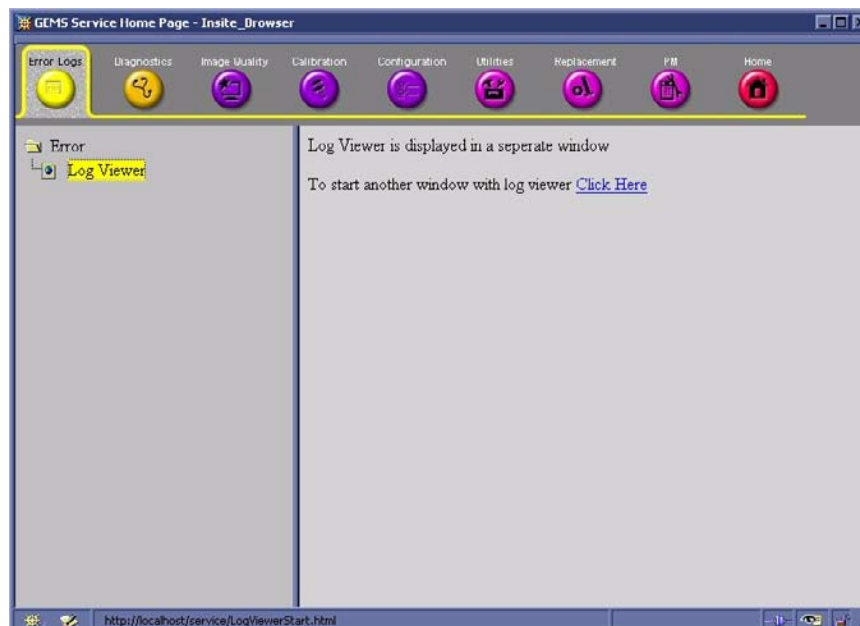 GEMS Service Home Page - Insite_Browser
Error Logs
Diagnostics
Image Quality
Calibration
Configuration
Utilities
Replacement
PM
Home
Error
Log Viewer
Log Viewer is displayed in a seperate window
To start another window with log viewer Click Here
http://localhost/service/LogViewerStart.html